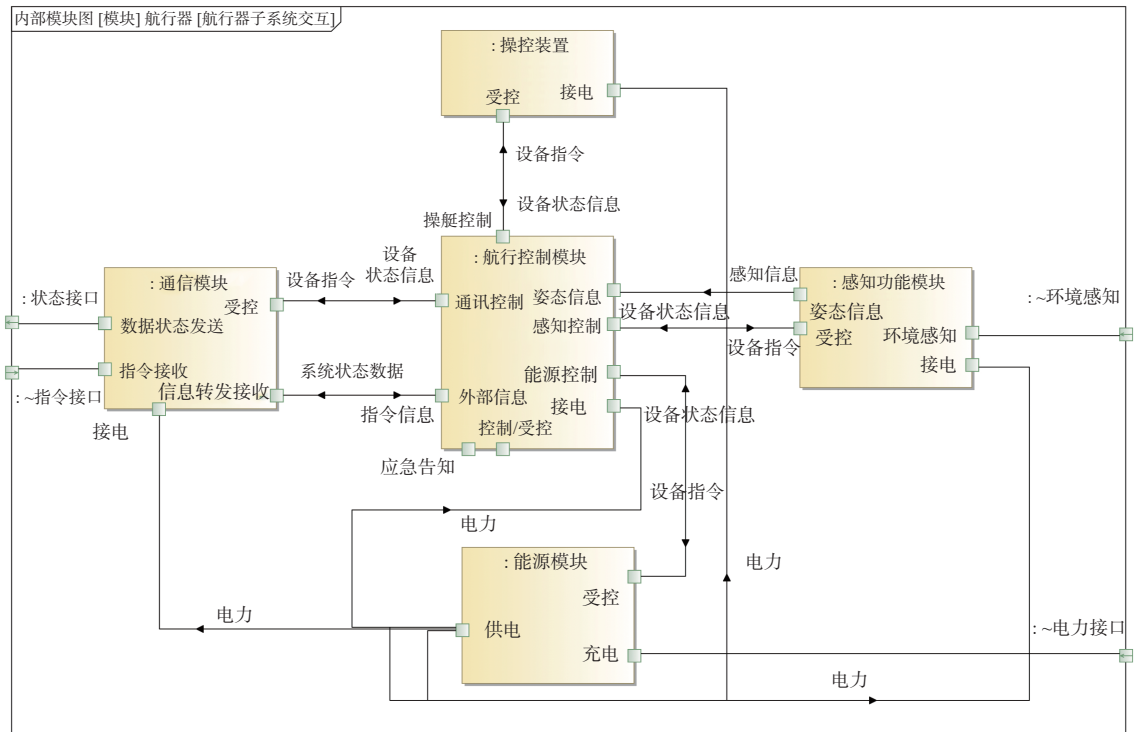 内部模块图 [模块] 航行器 [航行器子系统交互]
: 操控装置
受控
接电
设备指令
设备状态信息
操艇控制
: 航行控制模块
通讯控制
姿态信息
感知控制
能源控制
外部信息
接电
控制/受控
应急告知
设备
状态信息
设备指令
: 通信模块
受控
: 状态接口
数据状态发送
指令接收
信息转发接收
: ~指令接口
接电
系统状态数据
指令信息
感知信息
设备状态信息
设备指令
: 感知功能模块
姿态信息
受控
环境感知
接电
: ~环境感知
设备状态信息
设备指令
电力
: 能源模块
受控
供电
充电
电力
电力
: ~电力接口
电力